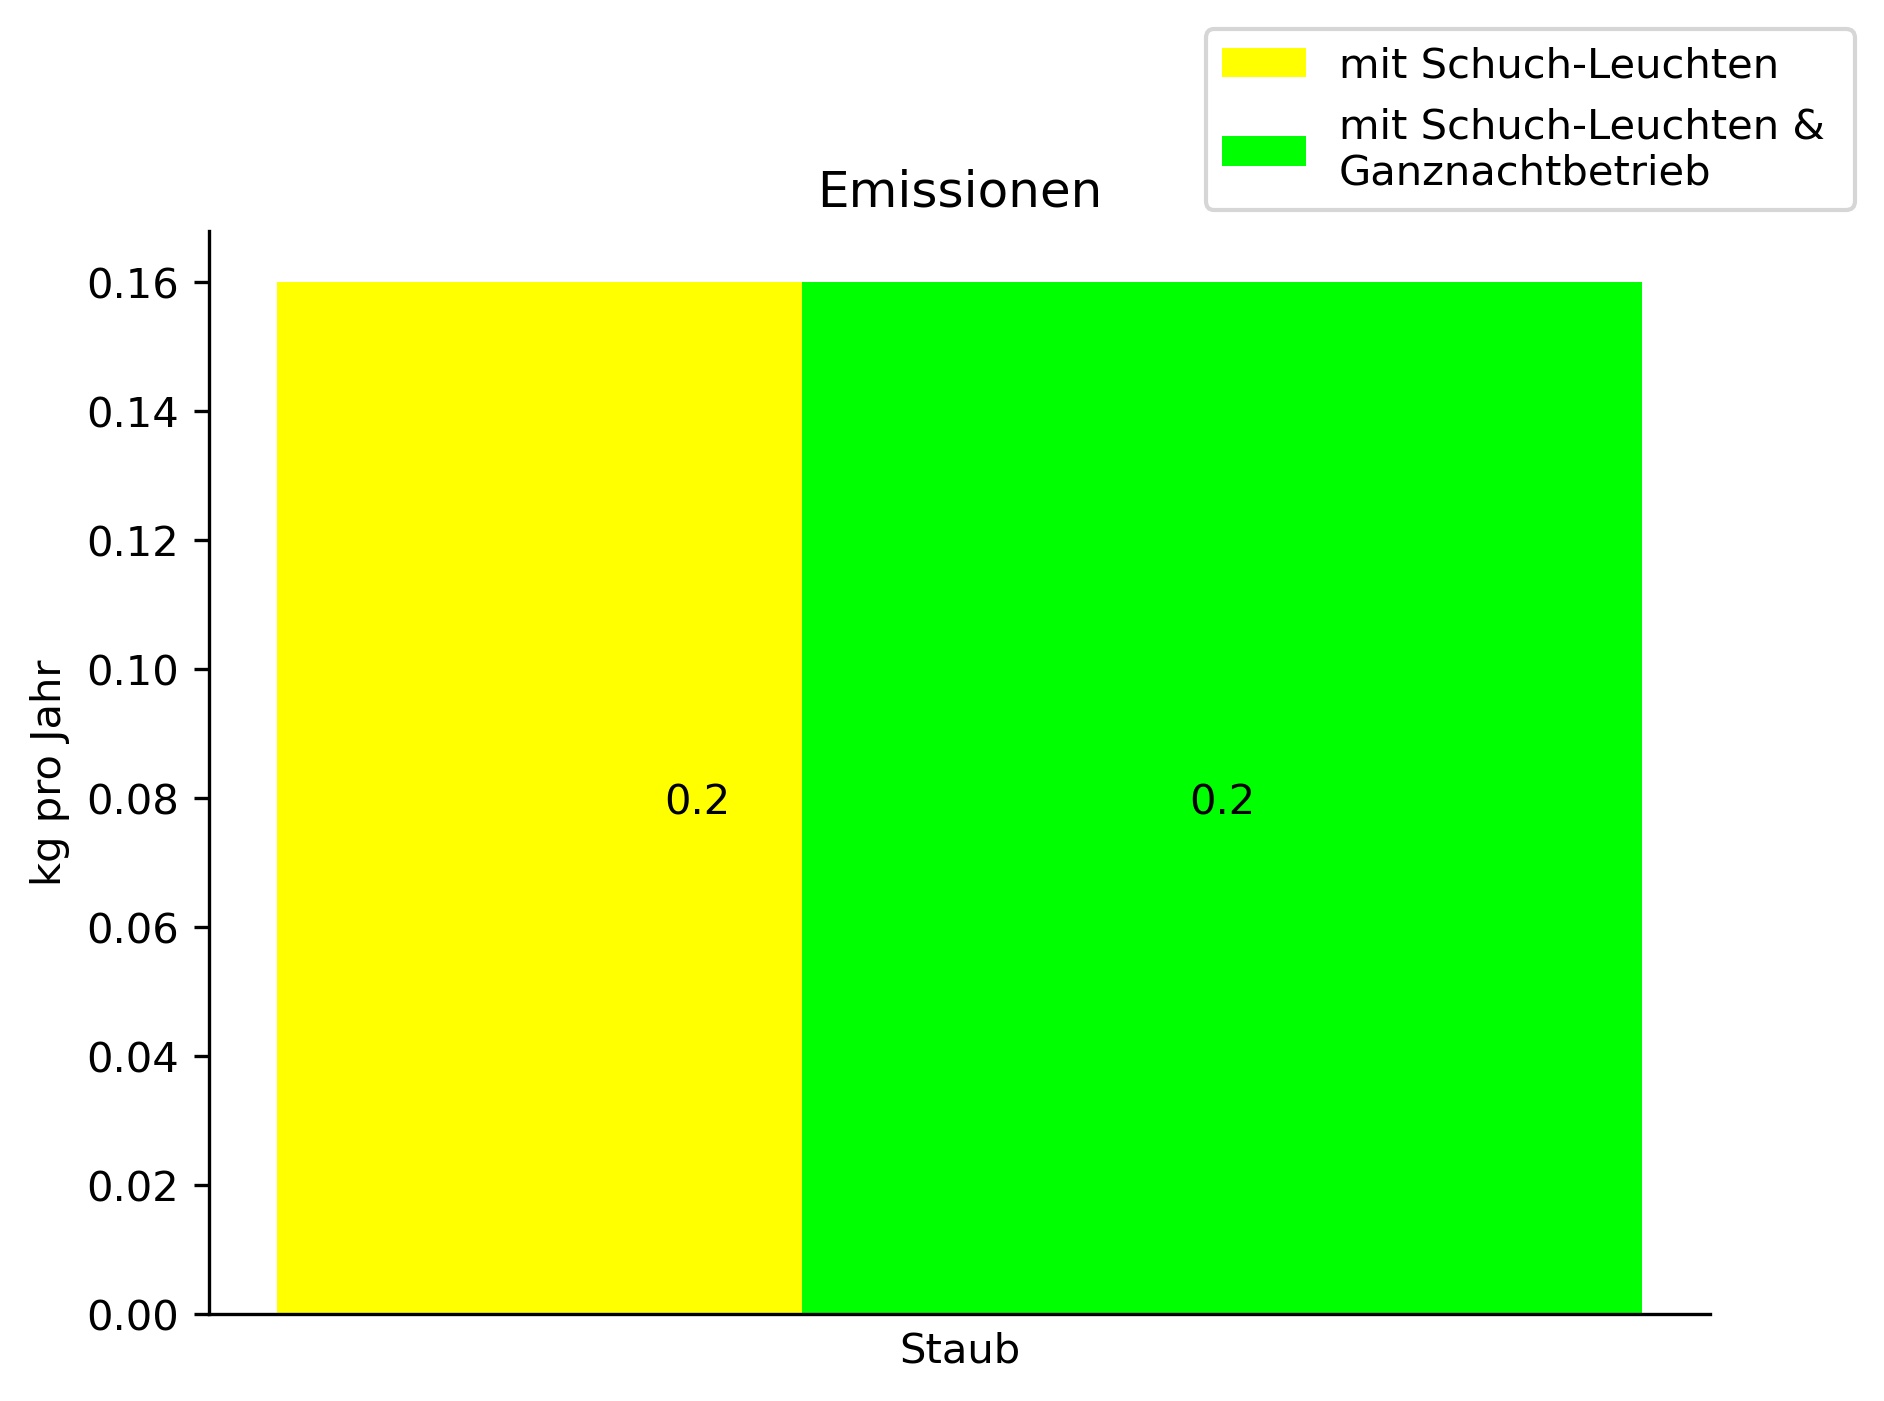 mit Schuch-Leuchten
mit Schuch-Leuchten &
Ganznachtbetrieb
Emissionen
0.16
0.14
0.12
0.10
0.08
0.06
0.04
0.02
0.00
kg pro Jahr
0.2
0.2
Staub